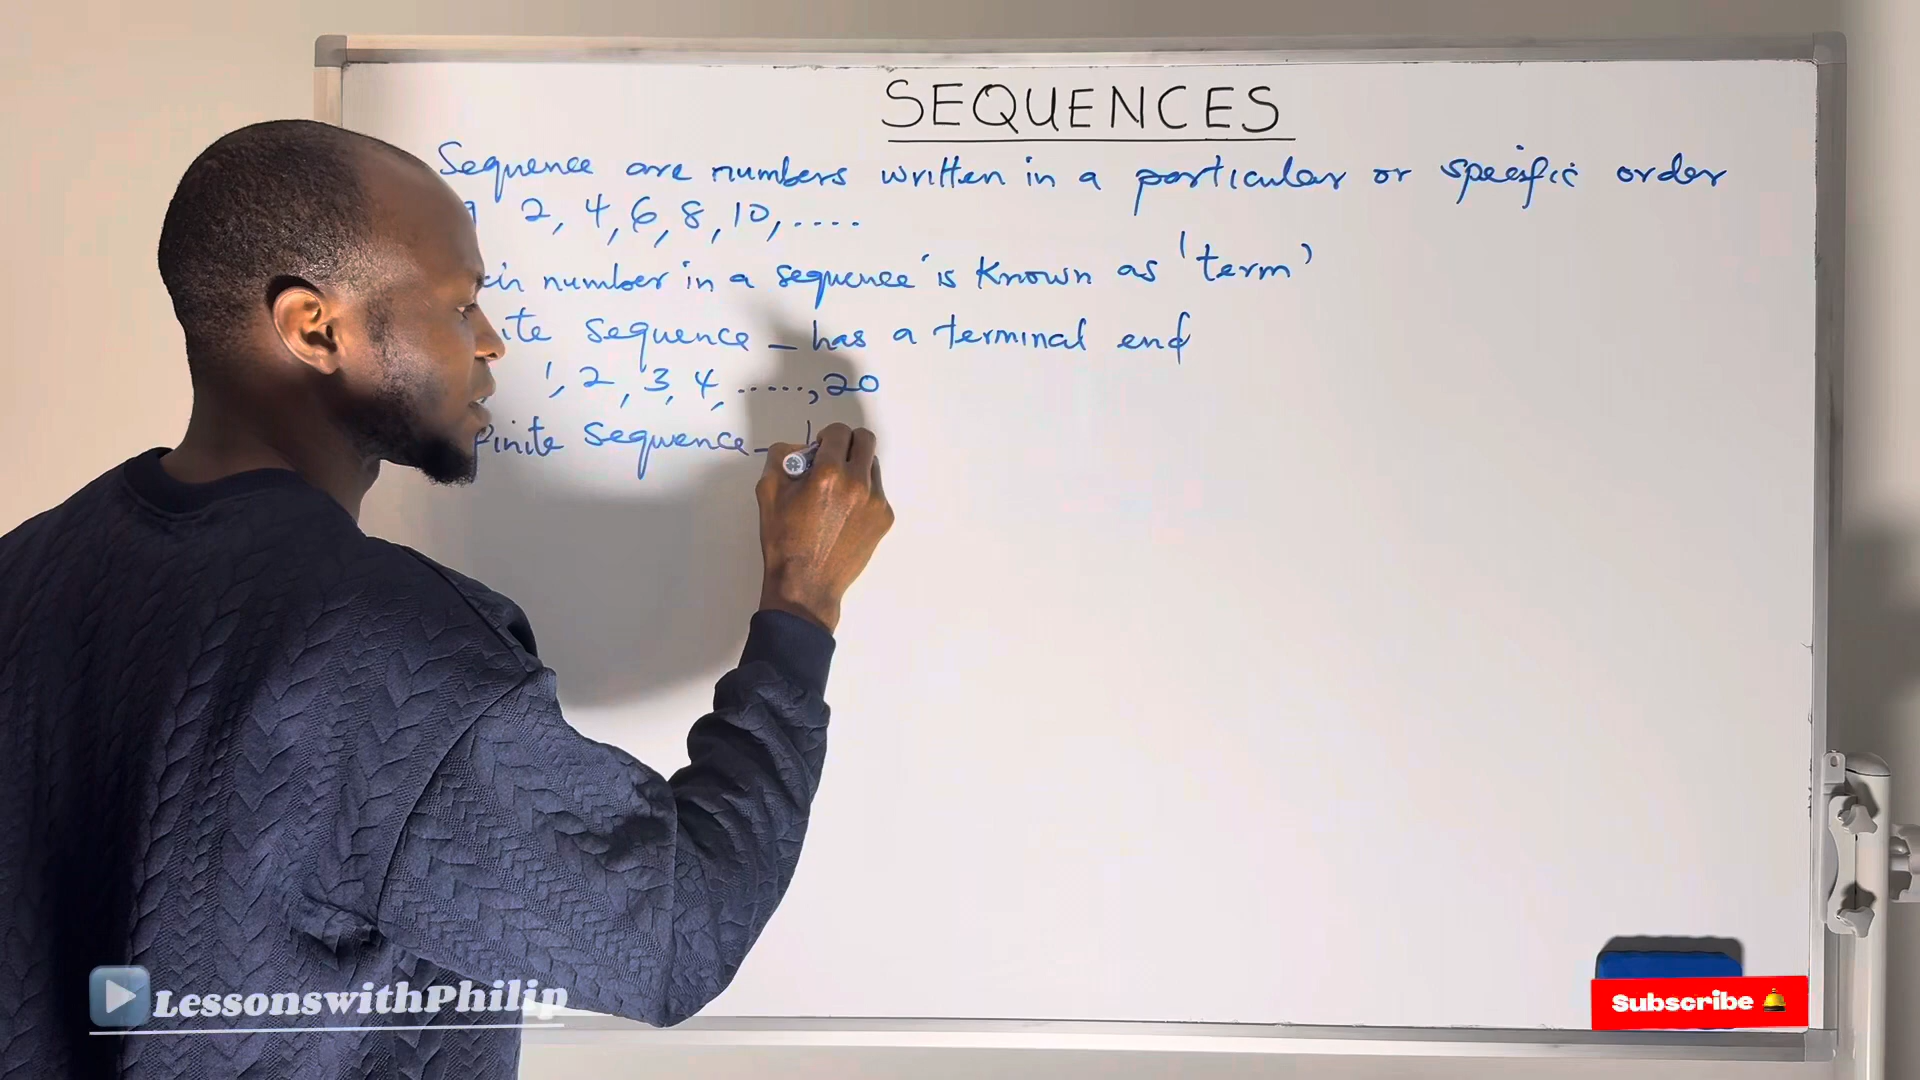 SEQUENCES
Sequence are numbers written in a particular or specific order
2, 4, 6, 8, 10, ....
number in a sequence is known as 'term'
sequence - has a terminal end
1, 2, 3, 4, ....., 20
finite sequence -
LessonswithPhilip
Subscribe